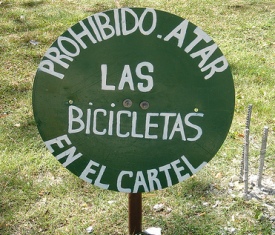 PROHIBIDO. ATAR
LAS
BICICLETAS
EN EL CARTEL